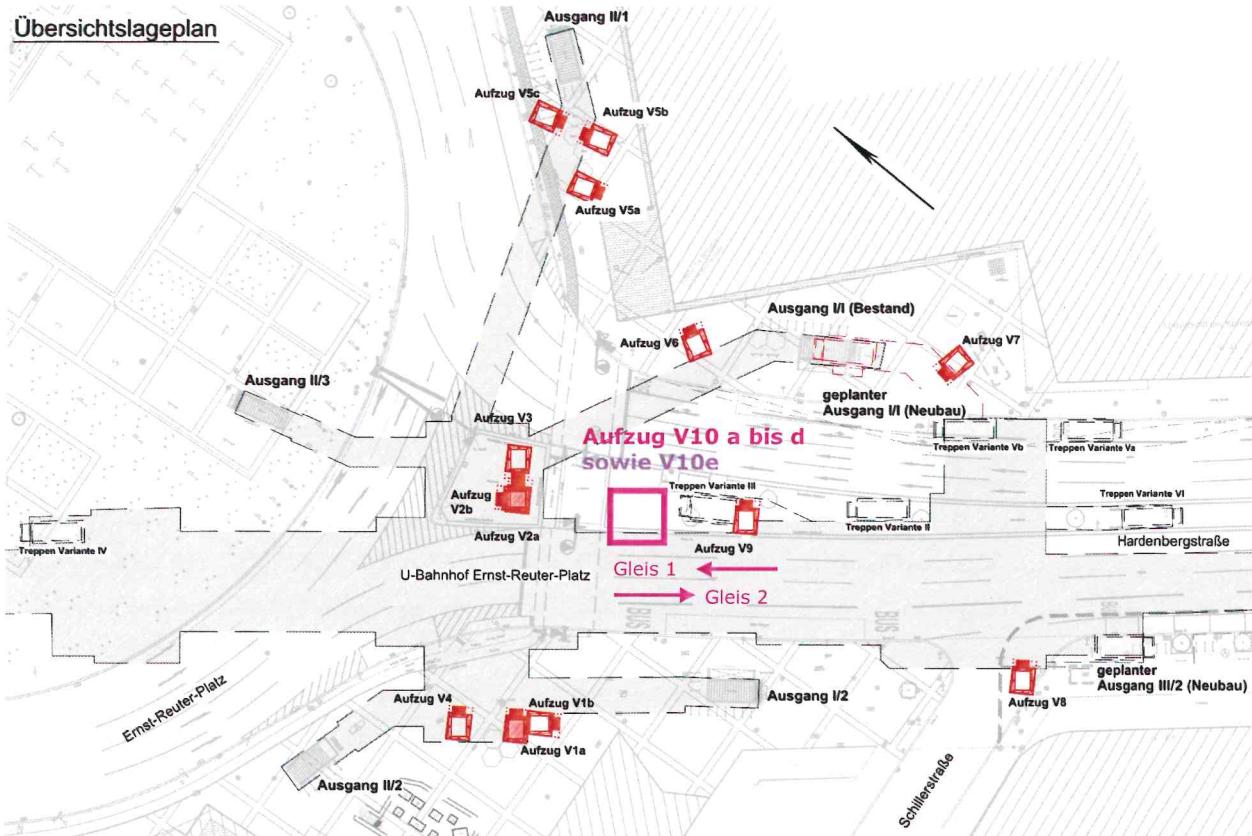 Übersichtslageplan
Ausgang II/1
Aufzug V5c
Aufzug V5b
Aufzug V5a
Ausgang I/I (Bestand)
Aufzug V6
Aufzug V7
Ausgang II/3
geplanter
Ausgang I/I (Neubau)
Aufzug V3
Aufzug V10 a bis d
sowie V10e
Treppen Variante Vb
Treppen Variante Va
Aufzug
V2b
Treppen Variante III
Treppen Variante VI
Treppen Variante II
Aufzug V2a
Aufzug V9
Hardenbergstraße
Treppen Variante IV
U-Bahnhof Ernst-Reuter-Platz
Gleis 1
Gleis 2
BUS
BUS
geplanter
Ausgang III/2 (Neubau)
Ernst-Reuter-Platz
Aufzug V4
Aufzug V1b
Ausgang I/2
Aufzug V8
Aufzug V1a
Ausgang II/2
Schillerstraße